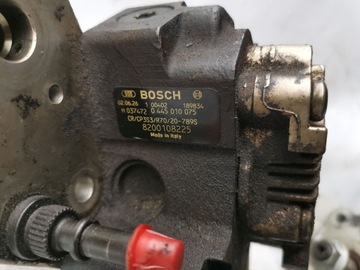 BOSCH
02.06.26 1 00402 189834
H 037472 0 445 010 075
CR/CP3S3/R70/20-789S
8200108225
Made in Italy